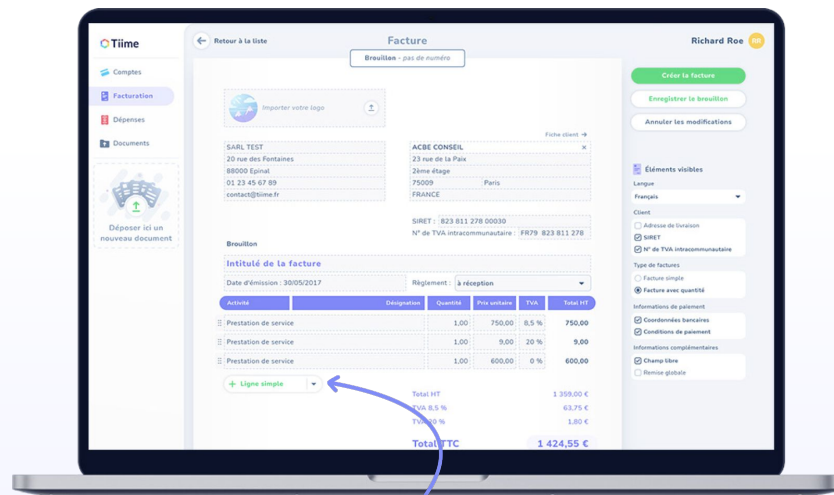 Tiime
Retour à la liste
Facture
Richard Roe
RR
Brouillon - pas de numéro
Comptes
Facturation
Dépenses
Documents
Déposer ici un
nouveau document
Importer votre logo
Fiche client →
SARL TEST
20 rue des Fontaines
88000 Epinal
01 23 45 67 89
contact@tiime.fr
ACBE CONSEIL
23 rue de la Paix
2ème étage
75009 Paris
FRANCE
SIRET : 823 811 278 00030
N° de TVA intracommunautaire : FR79 823 811 278
Brouillon
Intitulé de la facture
Date d'émission : 30/05/2017
Règlement : à réception
Activité Désignation Quantité Prix unitaire TVA Total HT
Prestation de service 1,00 750,00 8,5 % 750,00
Prestation de service 1,00 9,00 20 % 9,00
Prestation de service 1,00 600,00 0 % 600,00
+ Ligne simple
Total HT 1 359,00 €
TVA 8,5 % 63,75 €
TVA 20 % 1,80 €
Total TTC 1 424,55 €
Créer la facture
Enregistrer le brouillon
Annuler les modifications
Éléments visibles
Langue
Français
Client
Adresse de livraison
SIRET
N° de TVA intracommunautaire
Type de factures
Facture simple
Facture avec quantité
Informations de paiement
Coordonnées bancaires
Conditions de paiement
Informations complémentaires
Champ libre
Remise globale